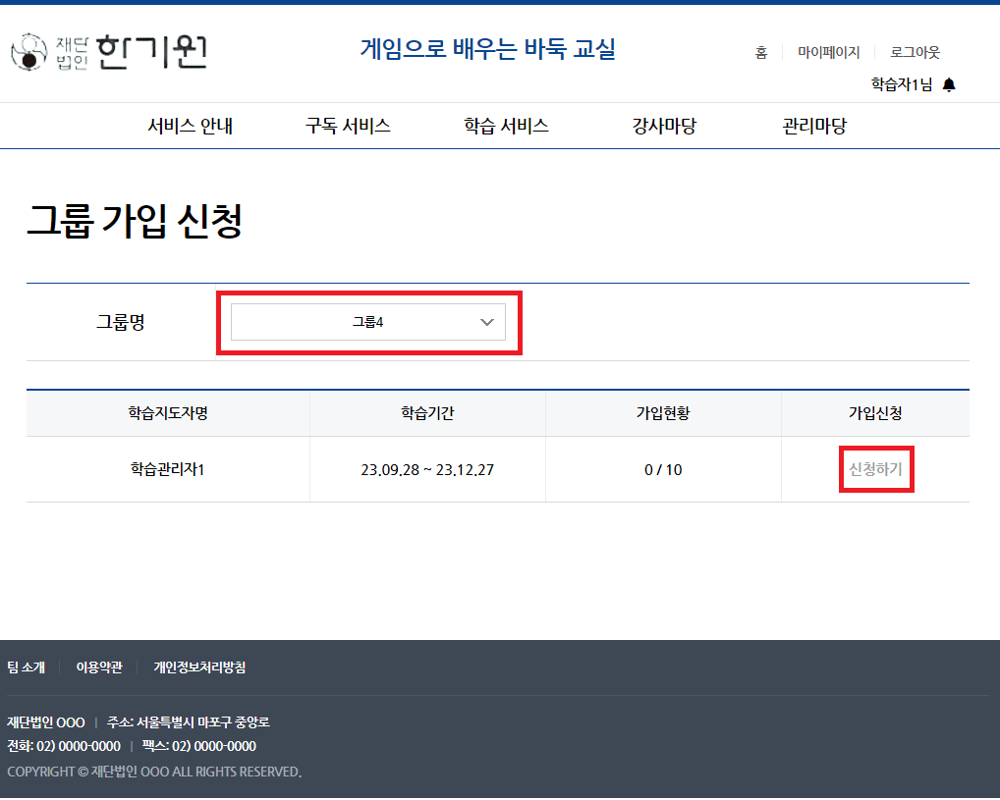 재단
법인 한기원
게임으로 배우는 바둑 교실
홈 마이페이지 로그아웃
학습자1님
서비스 안내 구독 서비스 학습 서비스 강사마당 관리마당
그룹 가입 신청
그룹명 그룹4
학습지도자명 학습기간 가입현황 가입신청
학습관리자1 23.09.28 ~ 23.12.27 0 / 10 신청하기
팀 소개 이용약관 개인정보처리방침
재단법인 OOO | 주소: 서울특별시 마포구 중앙로
전화: 02) 0000-0000 | 팩스: 02) 0000-0000
COPYRIGHT © 재단법인 OOO ALL RIGHTS RESERVED.